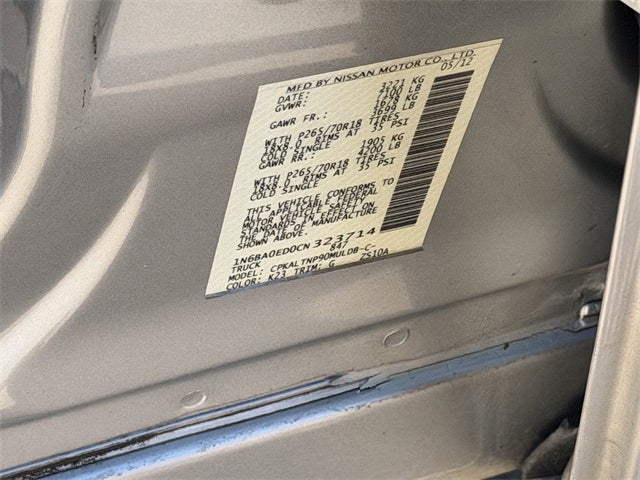 MFD BY NISSAN MOTOR CO., LTD.
DATE: 05/12
GVWR: 3221 KG
7100 LB
GAWR FR.: 1678 KG
3699 LB
WITH P265/70R18 TIRES
18X8.0 RIMS AT 35 PSI
COLD SINGLE
GAWR RR.: 1905 KG
4200 LB
WITH P265/70R18 TIRES
18X8.0 RIMS AT 35 PSI
COLD SINGLE
THIS VEHICLE CONFORMS TO
ALL APPLICABLE FEDERAL
MOTOR VEHICLE SAFETY
STANDARDS IN EFFECT ON
THE DATE OF MANUFACTURE
SHOWN ABOVE.
1N6BA0ED0CN 323714
TRUCK 847
MODEL: CPKALTNP90MULDB-C-
COLOR: K23 TRIM: G 7S10A